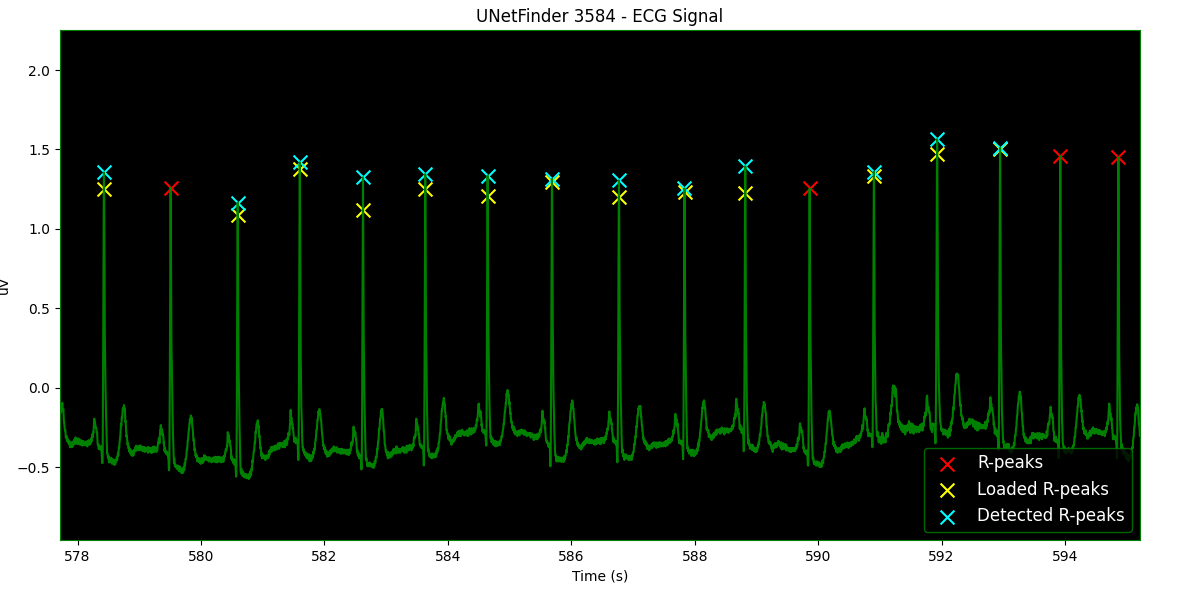 UNetFinder 3584 - ECG Signal
2.0
1.5
1.0
0.5
0.0
−0.5
uv
578 580 582 584 586 588 590 592 594
Time (s)
R-peaks
Loaded R-peaks
Detected R-peaks